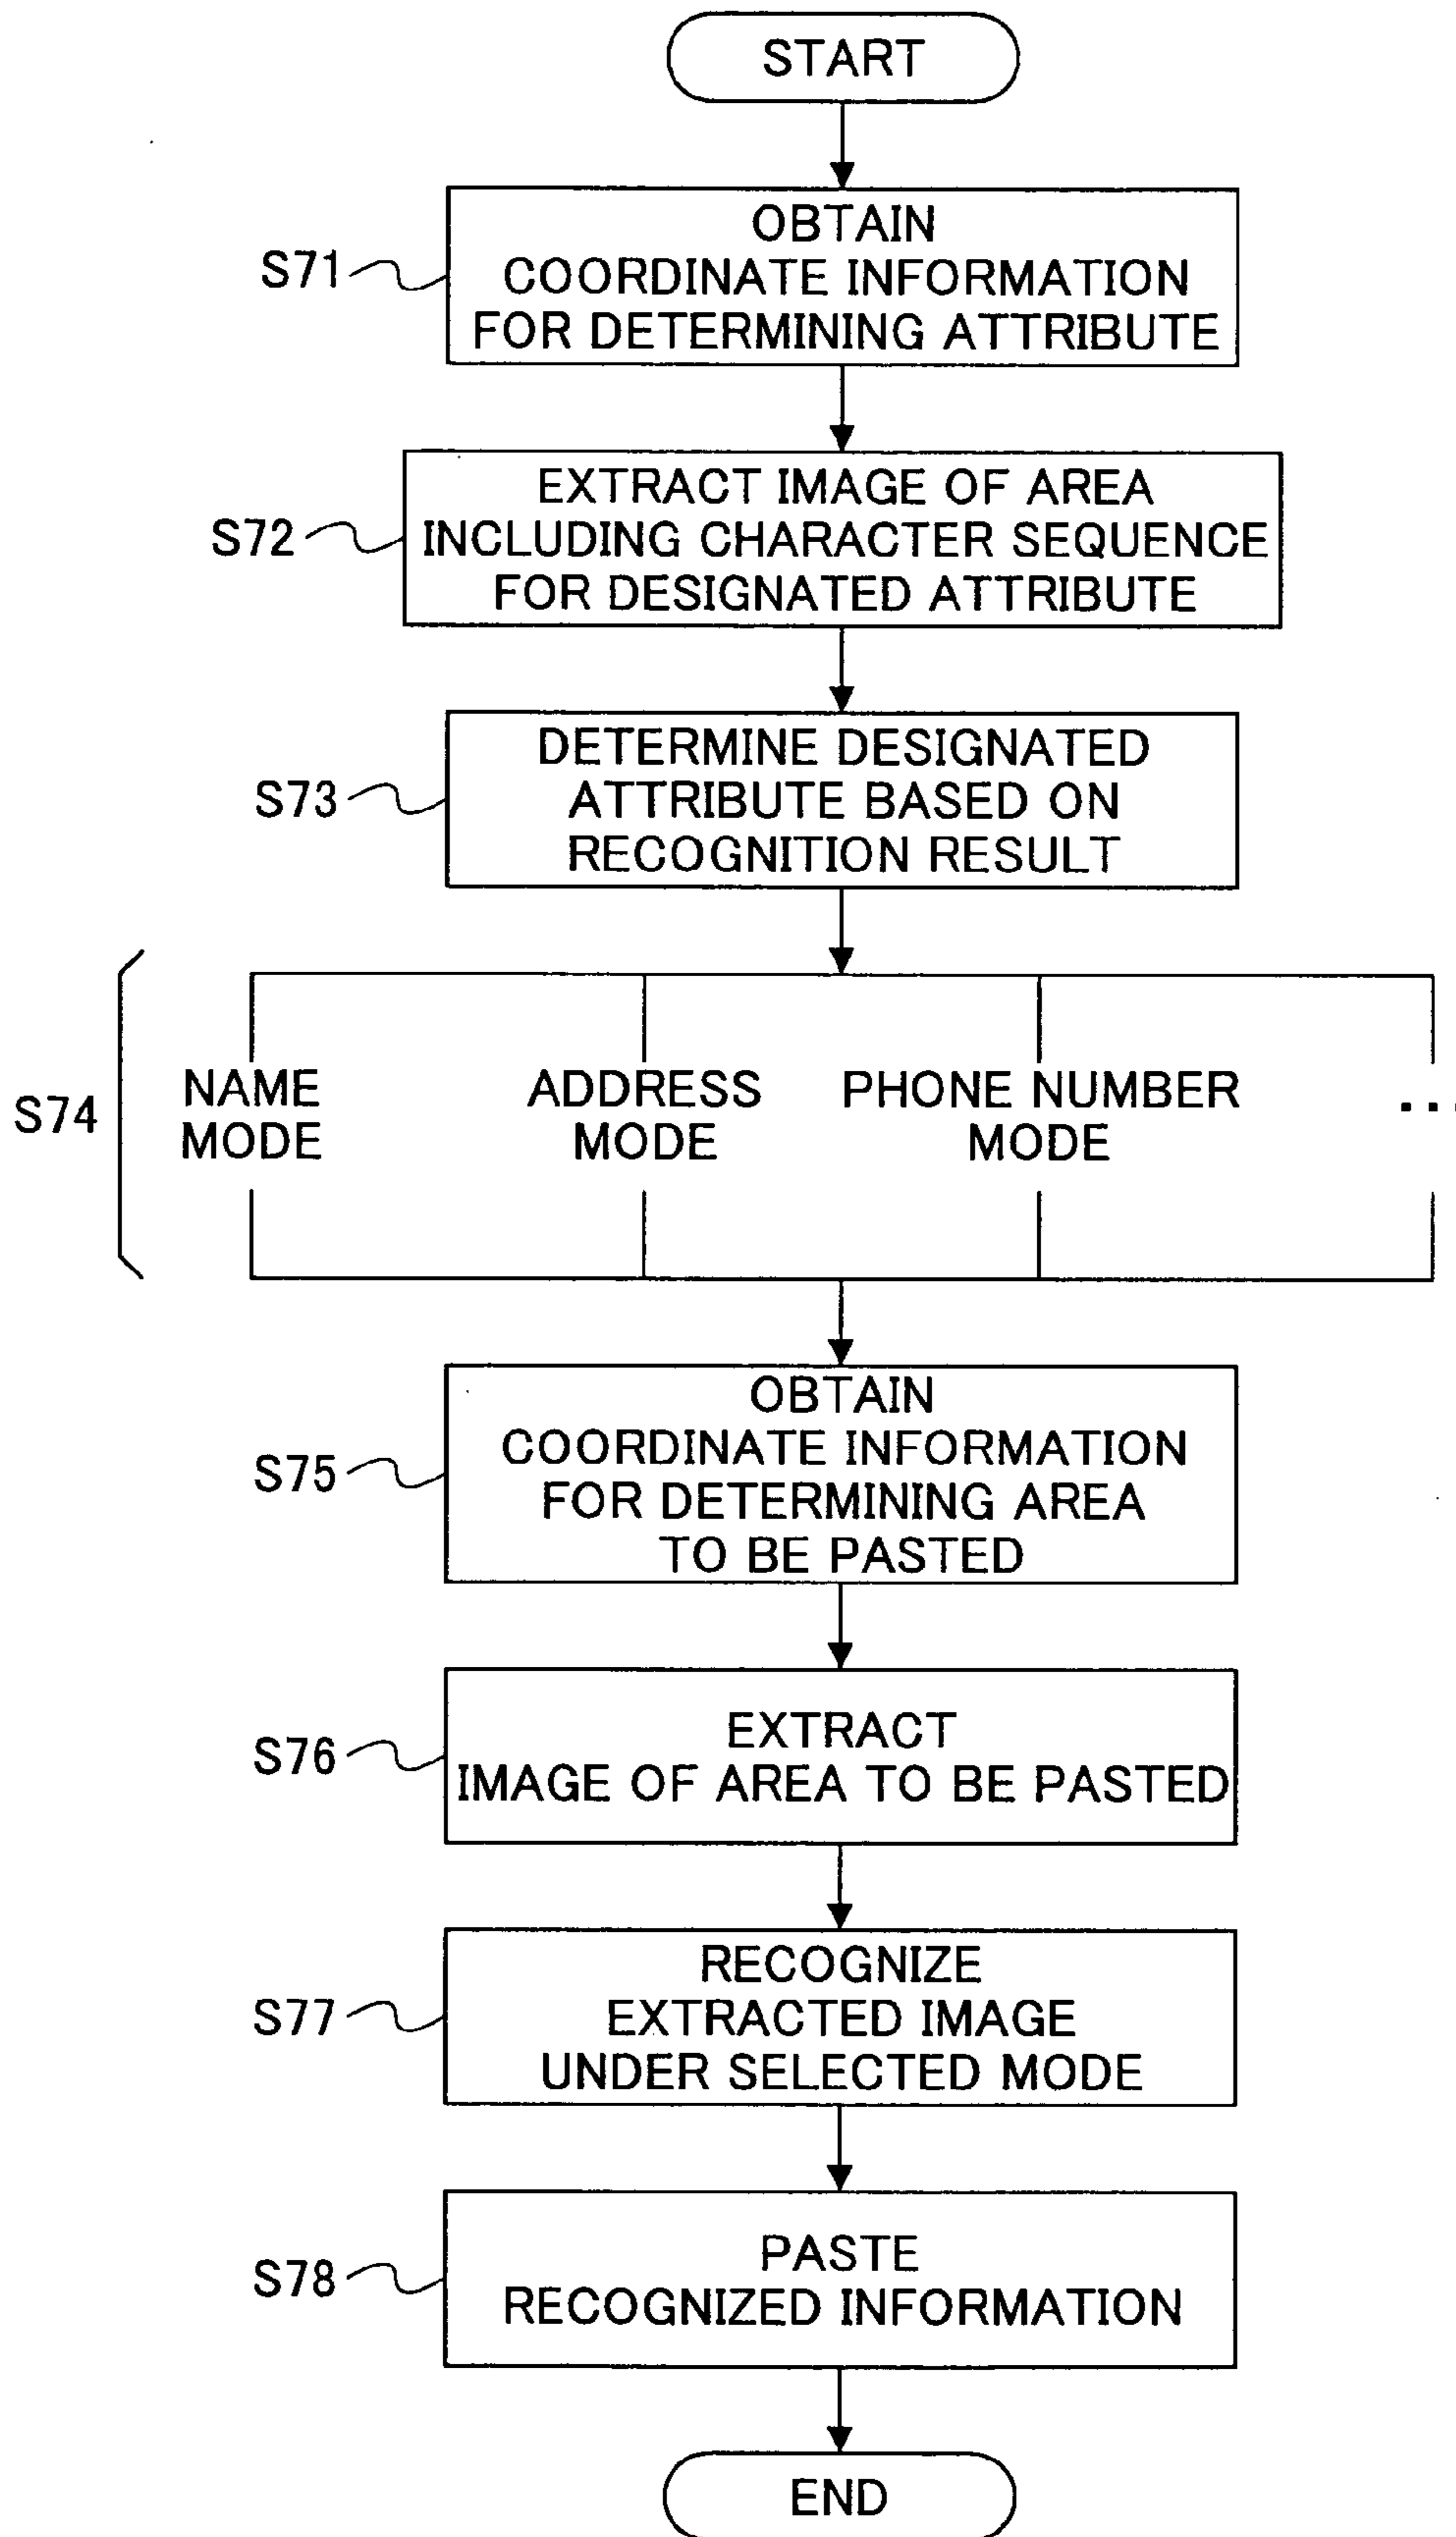 START
OBTAIN
S71
COORDINATE INFORMATION
FOR DETERMINING ATTRIBUTE
EXTRACT IMAGE OF AREA
S72
INCLUDING CHARACTER SEQUENCE
FOR DESIGNATED ATTRIBUTE
DETERMINE DESIGNATED
S73
ATTRIBUTE BASED ON
RECOGNITION RESULT
S74
NAME
MODE
ADDRESS
MODE
PHONE NUMBER
MODE
...
OBTAIN
COORDINATE INFORMATION
S75
FOR DETERMINING AREA
TO BE PASTED
EXTRACT
S76
IMAGE OF AREA TO BE PASTED
RECOGNIZE
S77
EXTRACTED IMAGE
UNDER SELECTED MODE
PASTE
S78
RECOGNIZED INFORMATION
END